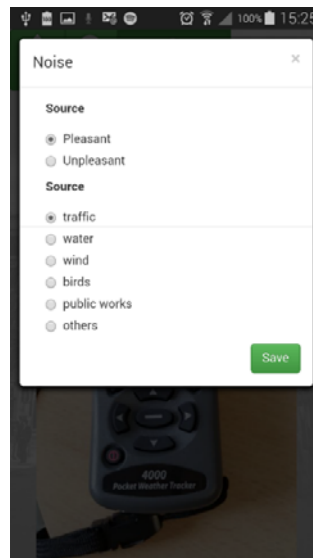 100% 15:25
Noise ×
Source
Pleasant
Unpleasant
Source
traffic
water
wind
birds
public works
others
Save
4000
Pocket Weather Tracker